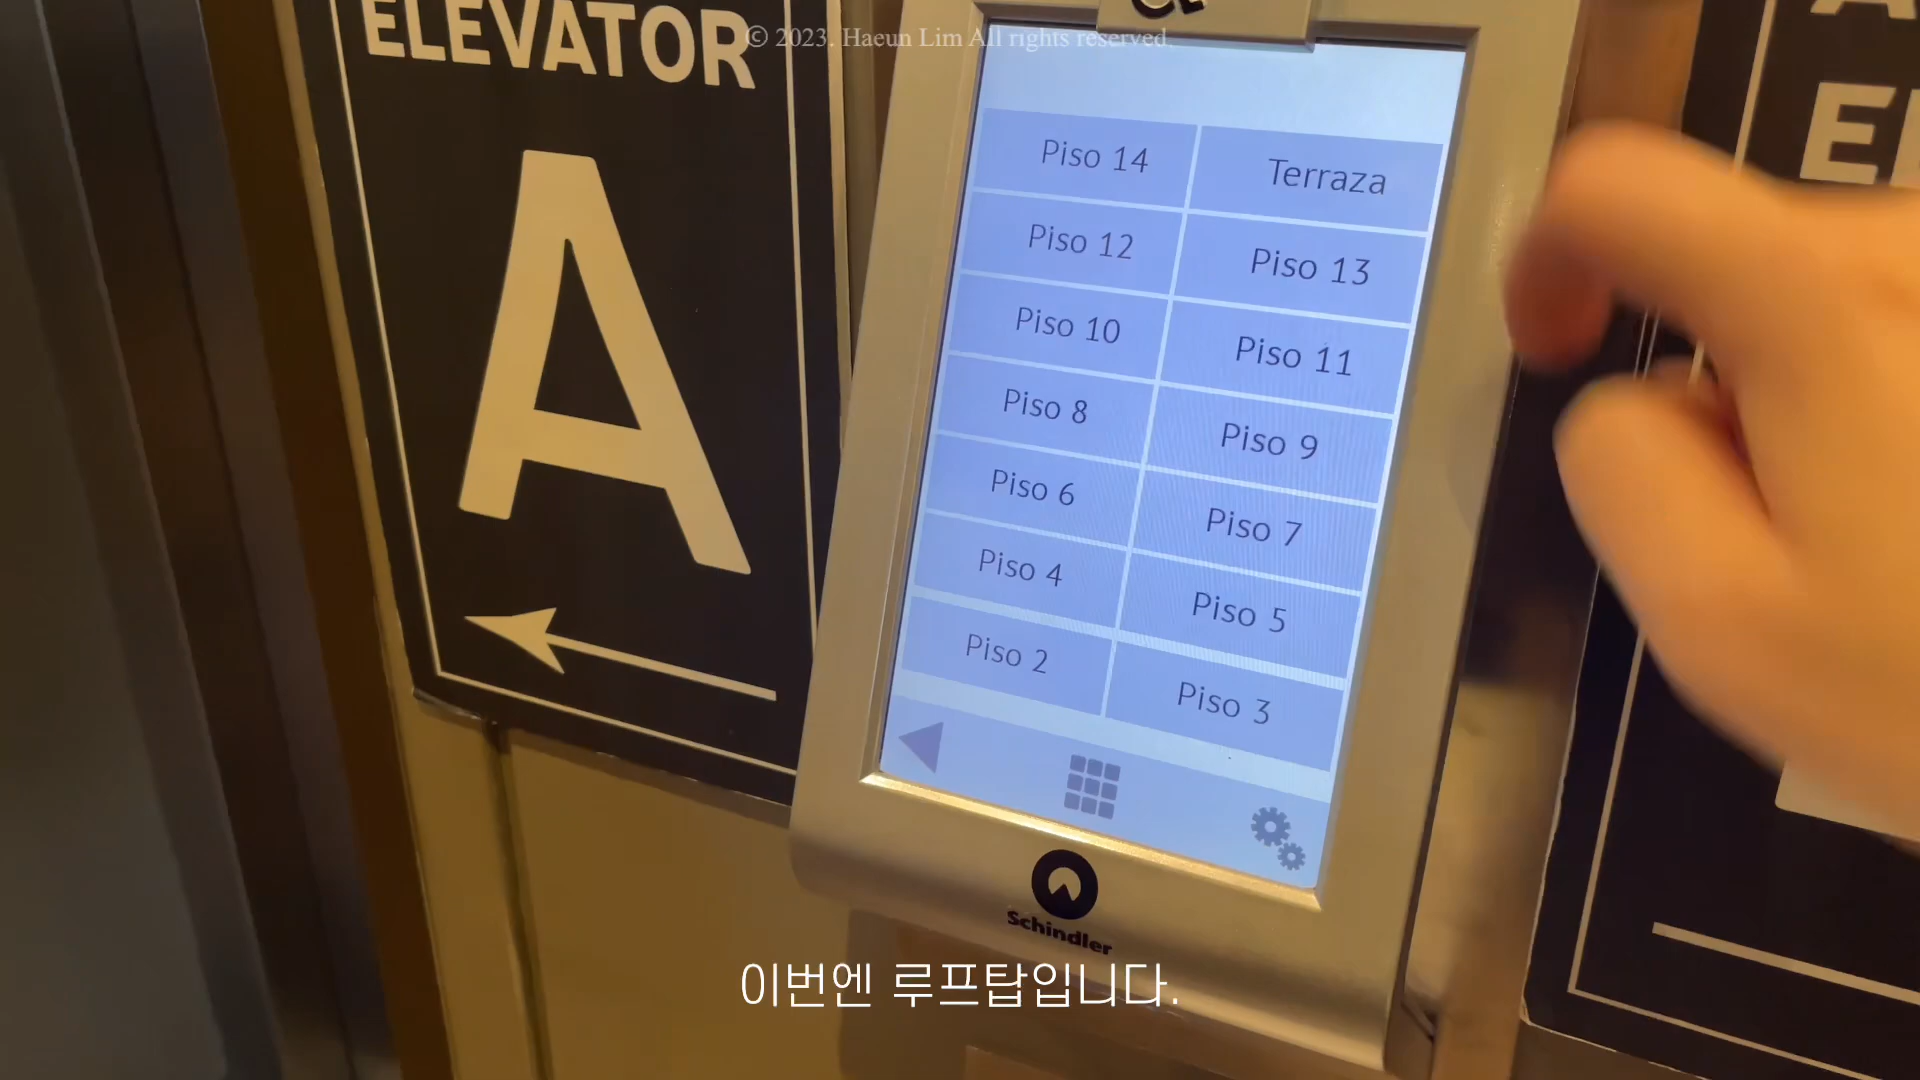 ELEVATOR
A
© 2023. Haeun Lim All rights reserved.
Piso 14
Terraza
Piso 12
Piso 13
Piso 10
Piso 11
Piso 8
Piso 9
Piso 6
Piso 7
Piso 4
Piso 5
Piso 2
Piso 3
Schindler
이번엔 루프탑입니다.